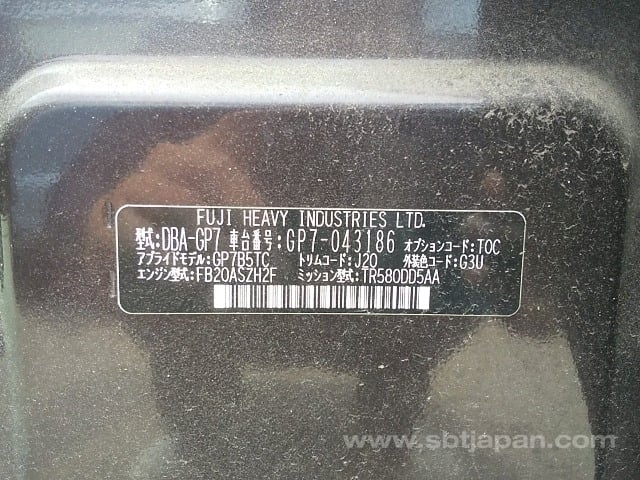 FUJI HEAVY INDUSTRIES LTD.
型式:DBA-GP7 車台番号:GP7-043186 オプションコード:TOC
アプライドモデル:GP7B5TC トリムコード:J20 外装色コード:G3U
エンジン型式:FB20ASZH2F ミッション型式:TR580DD5AA
www.sbtjapan.com